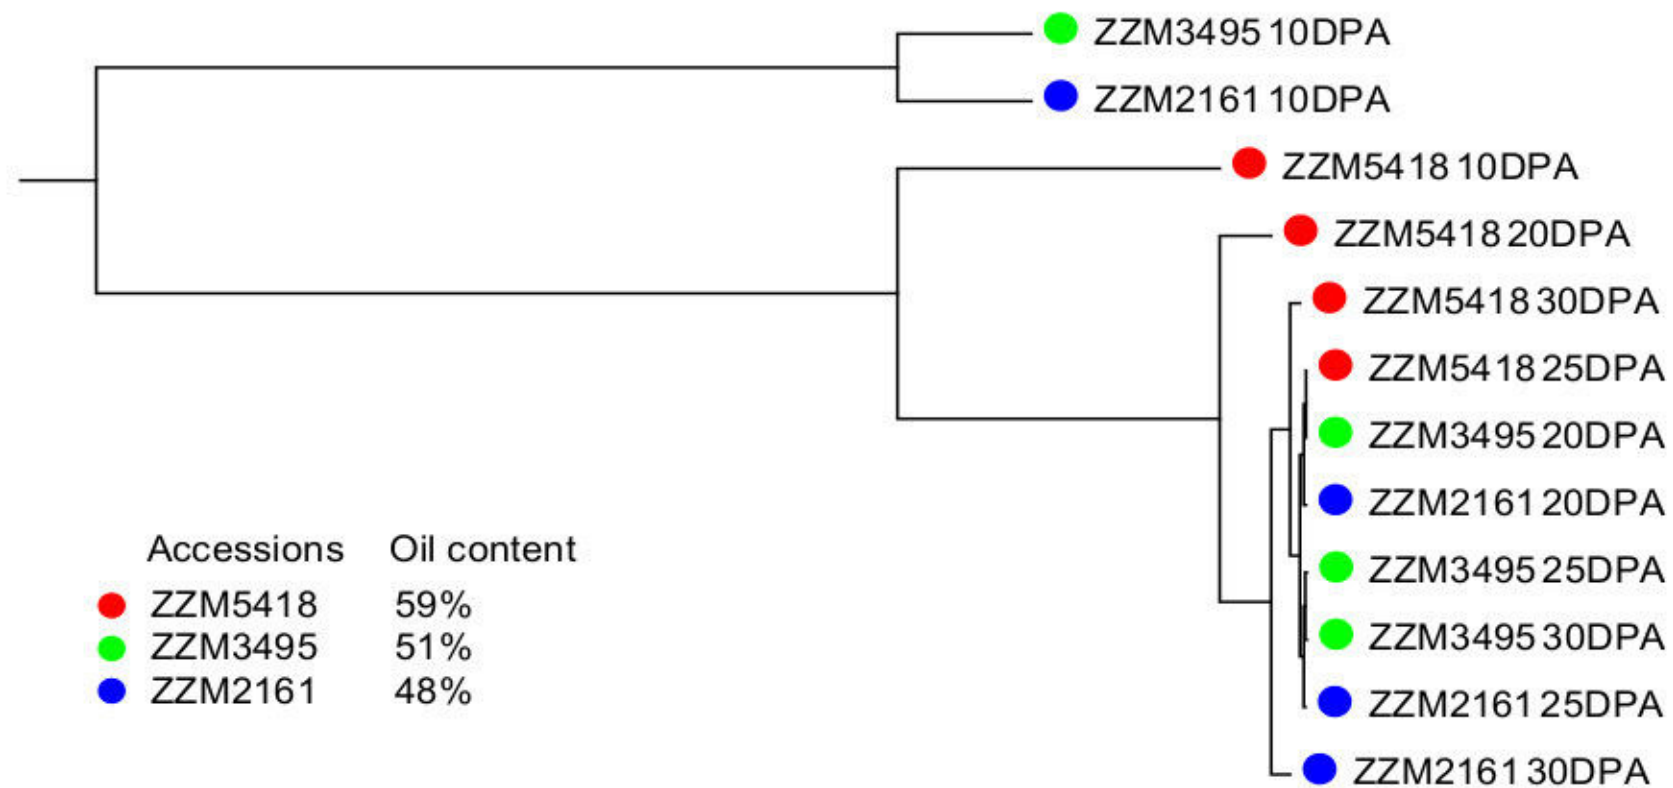 ZZM3495 10DPA
ZZM2161 10DPA
ZZM5418 10DPA
ZZM5418 20DPA
ZZM5418 30DPA
ZZM5418 25DPA
ZZM3495 20DPA
ZZM2161 20DPA
ZZM3495 25DPA
ZZM3495 30DPA
ZZM2161 25DPA
ZZM2161 30DPA
Accessions Oil content
ZZM5418 59%
ZZM3495 51%
ZZM2161 48%